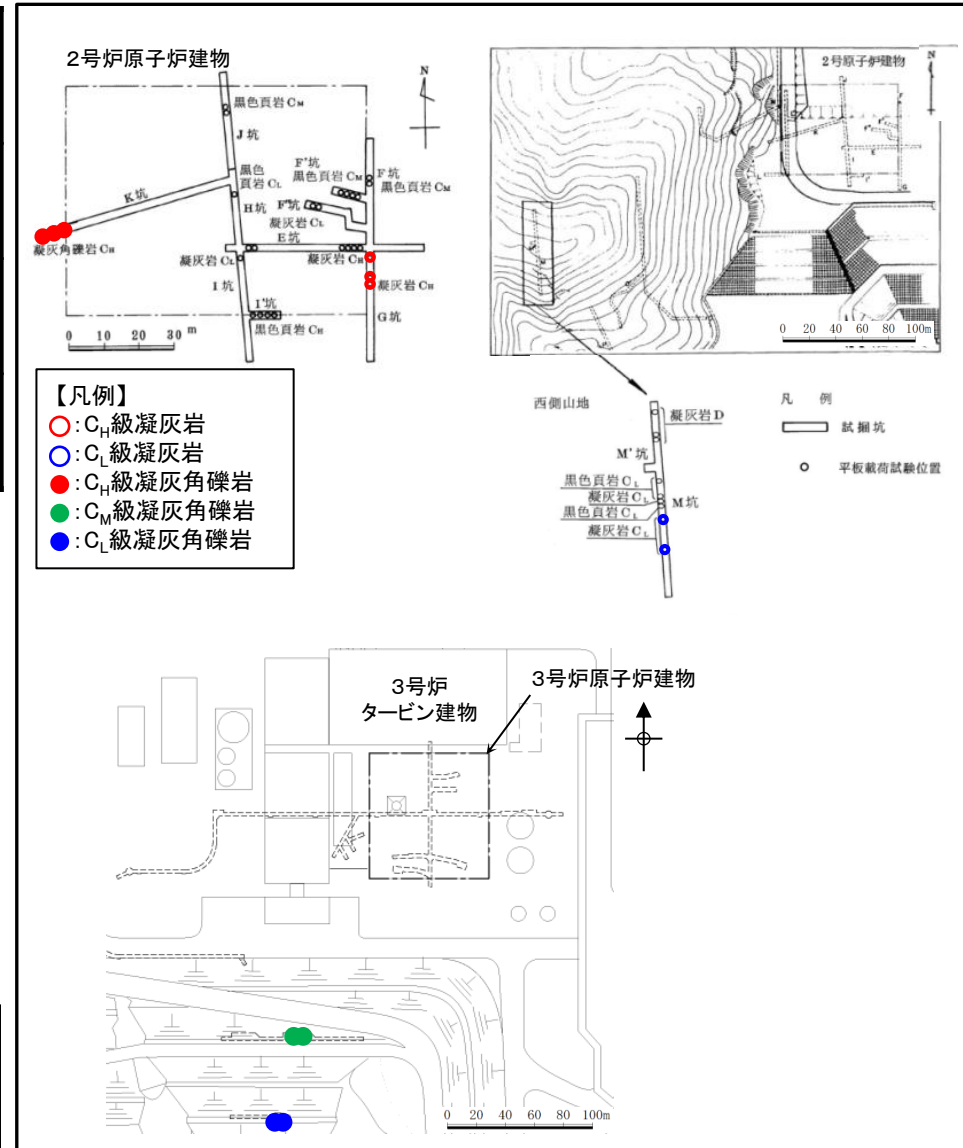 2号炉原子炉建物
N
黒色頁岩 CM
J坑
黒色
頁岩 CL
K坑
H坑
F'坑
黒色頁岩 CM
F坑
黒色頁岩 CM
F''坑
凝灰岩 CL
E坑
凝灰角礫岩 CH
凝灰岩 CL
凝灰岩 CH
I坑
凝灰岩 CH
I'坑
G坑
黒色頁岩 CH
0 10 20 30 m
2号原子炉建物
N
K
E
I
G
0 20 40 60 80 100m
【凡例】
:CH級凝灰岩
:CL級凝灰岩
:CH級凝灰角礫岩
:CM級凝灰角礫岩
:CL級凝灰角礫岩
西側山地
凝灰岩 D
M'坑
黒色頁岩 CL
凝灰岩 CL
黒色頁岩 CL
M坑
凝灰岩 CL
凡 例
試掘坑
平板載荷試験位置
3号炉
タービン建物
3号炉原子炉建物
0 20 40 60 80 100m